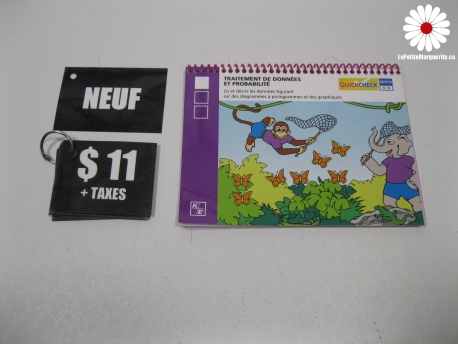 LaPetiteMarguerite.ca
NEUF
$ 11
+ TAXES
TRAITEMENT DE DONNÉES
ET PROBABILITÉ
Lis et décris les données figurant
sur des diagrammes à pictogrammes et des graphiques
QUICKCHECK
K E